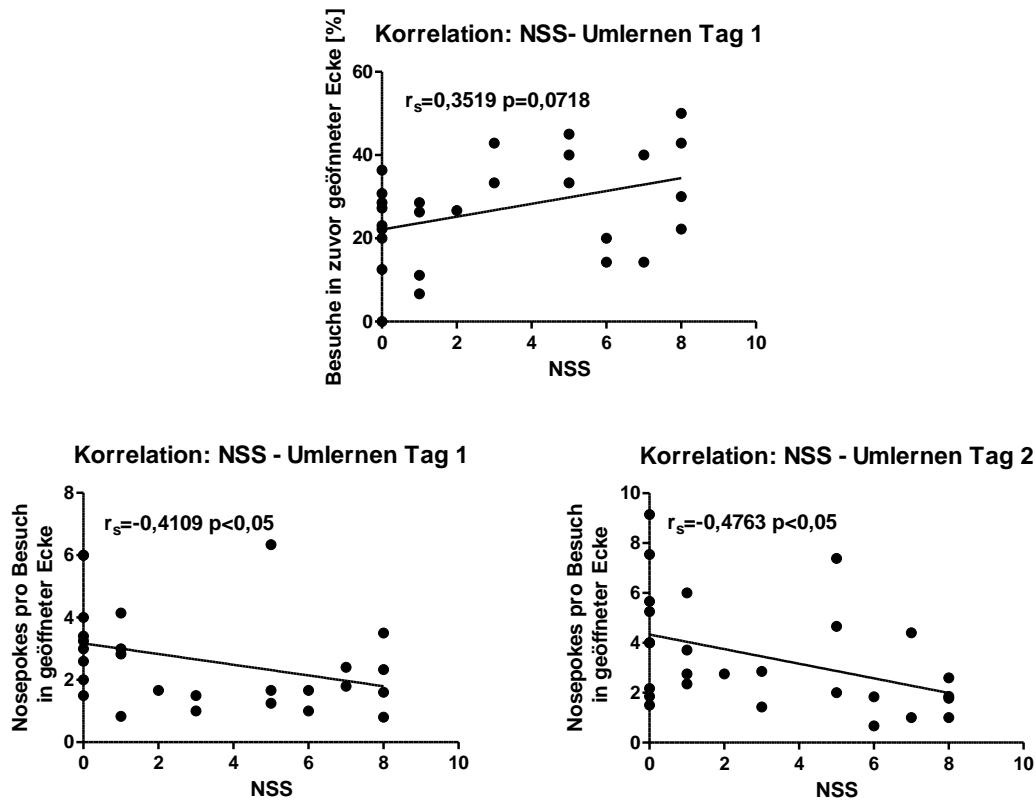 Korrelation: NSS- Umlernen Tag 1
Besuche in zuvor geöfnneter Ecke [%]
60
40
20
0
rs=0,3519 p=0,0718
0 2 4 6 8 10
NSS
Korrelation: NSS - Umlernen Tag 1
Nosepokes pro Besuch
in geöffneter Ecke
8
6
4
2
0
rs=-0,4109 p<0,05
0 2 4 6 8 10
NSS
Korrelation: NSS - Umlernen Tag 2
Nosepokes pro Besuch
in geöffneter Ecke
10
8
6
4
2
0
rs=-0,4763 p<0,05
0 2 4 6 8 10
NSS